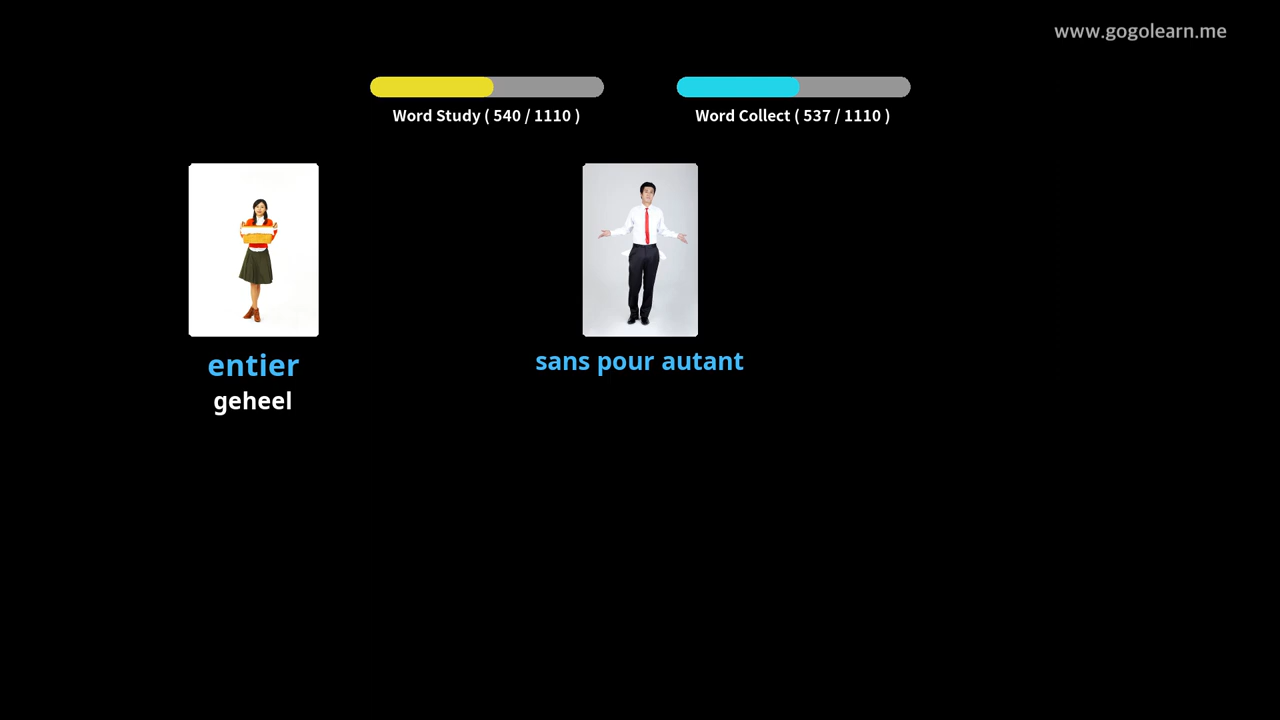 www.gogolearn.me
Word Study ( 540 / 1110 )
Word Collect ( 537 / 1110 )
entier
geheel
sans pour autant